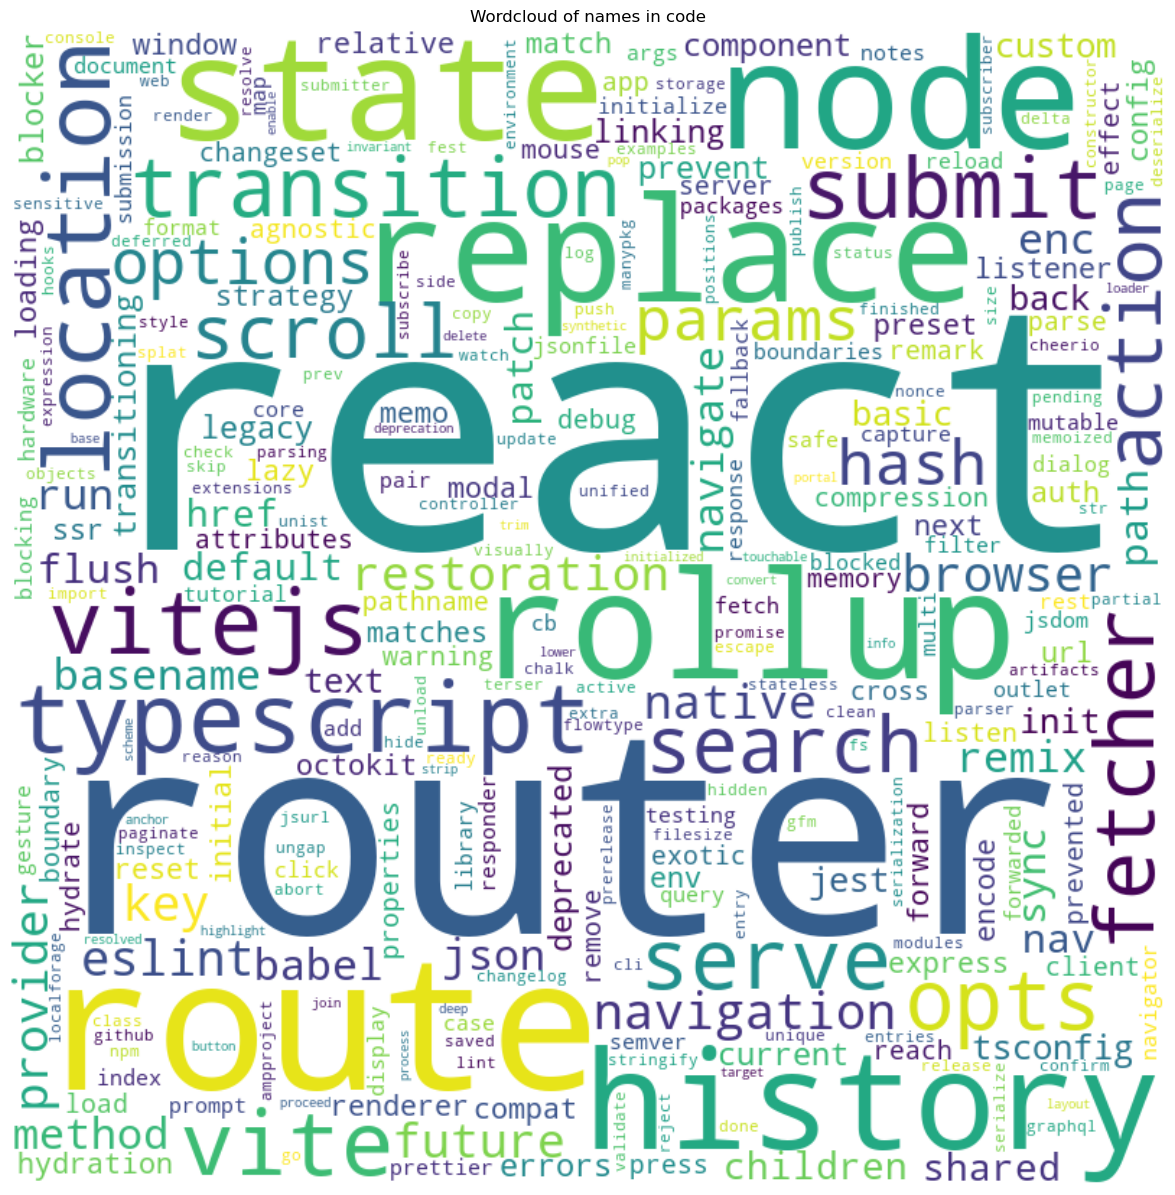 Wordcloud of names in code
console
window
relative
match
args
component
notes
custom
document
web
resolve
map
submitter
state
app
storage
node
subscriber
delta
constructor
effect
config
deserialize
blocker
location
submission
render
enable
environment
initialize
linking
changeset
invariant
fest
mouse
examples
pop
prevent
version
reload
page
sensitive
transition
server
packages
submit
action
format
agnostic
deferred
replace
log
manypkg
positions
publish
status
enc
listener
loader
loading
hooks
options
strategy
subscribe
side
copy
push
synthetic
params
finished
preset
size
back
parse
cheerio
style
scroll
delete
watch
jsonfile
patch
boundaries
remark
fallback
hardware
expression
transitioning
splat
prev
react
core
memo
deprecation
legacy
update
debug
navigate
nonce
basic
pending
mutable
memoized
base
check
skip
parsing
lazy
safe
capture
hash
dialog
path
objects
run
extensions
pair
modal
controller
unified
portal
compression
auth
str
ssr
href
unist
attributes
trim
response
next
filter
blocking
flush
default
visually
initialized
touchable
blocked
browser
import
tutorial
restoration
convert
memory
rest
partial
vitejs
pathname
matches
warning
cb
rollup
fetch
promise
escape
info
multi
jsdom
url
artifacts
fetcher
basename
text
terser
lower
chalk
active
stateless
cross
outlet
typescript
add
unload
extra
flowtype
native
clean
parser
init
scheme
reason
hide
ready
octokit
strip
search
fs
listen
remix
gesture
boundary
initial
router
hidden
serialization
anchor
paginate
inspect
jsurl
ungap
click
abort
properties
library
responder
deprecated
prerelease
testing
filesize
gfm
exotic
env
query
jest
forward
encode
forwarded
sync
prevented
hydrate
reset
key
provider
localforage
resolved
highlight
eslint
babel
json
changelog
remove
cli
entry
serve
modules
express
nav
client
navigator
class
github
npm
index
route
button
join
ampproject
display
process
deep
case
saved
lint
navigation
opts
semver
stringify
unique
current
target
entries
reach
release
tsconfig
confirm
load
prompt
proceed
renderer
compat
history
validate
reject
done
serialize
layout
graphql
method
hydration
vite
go
future
prettier
errors
press
children
shared